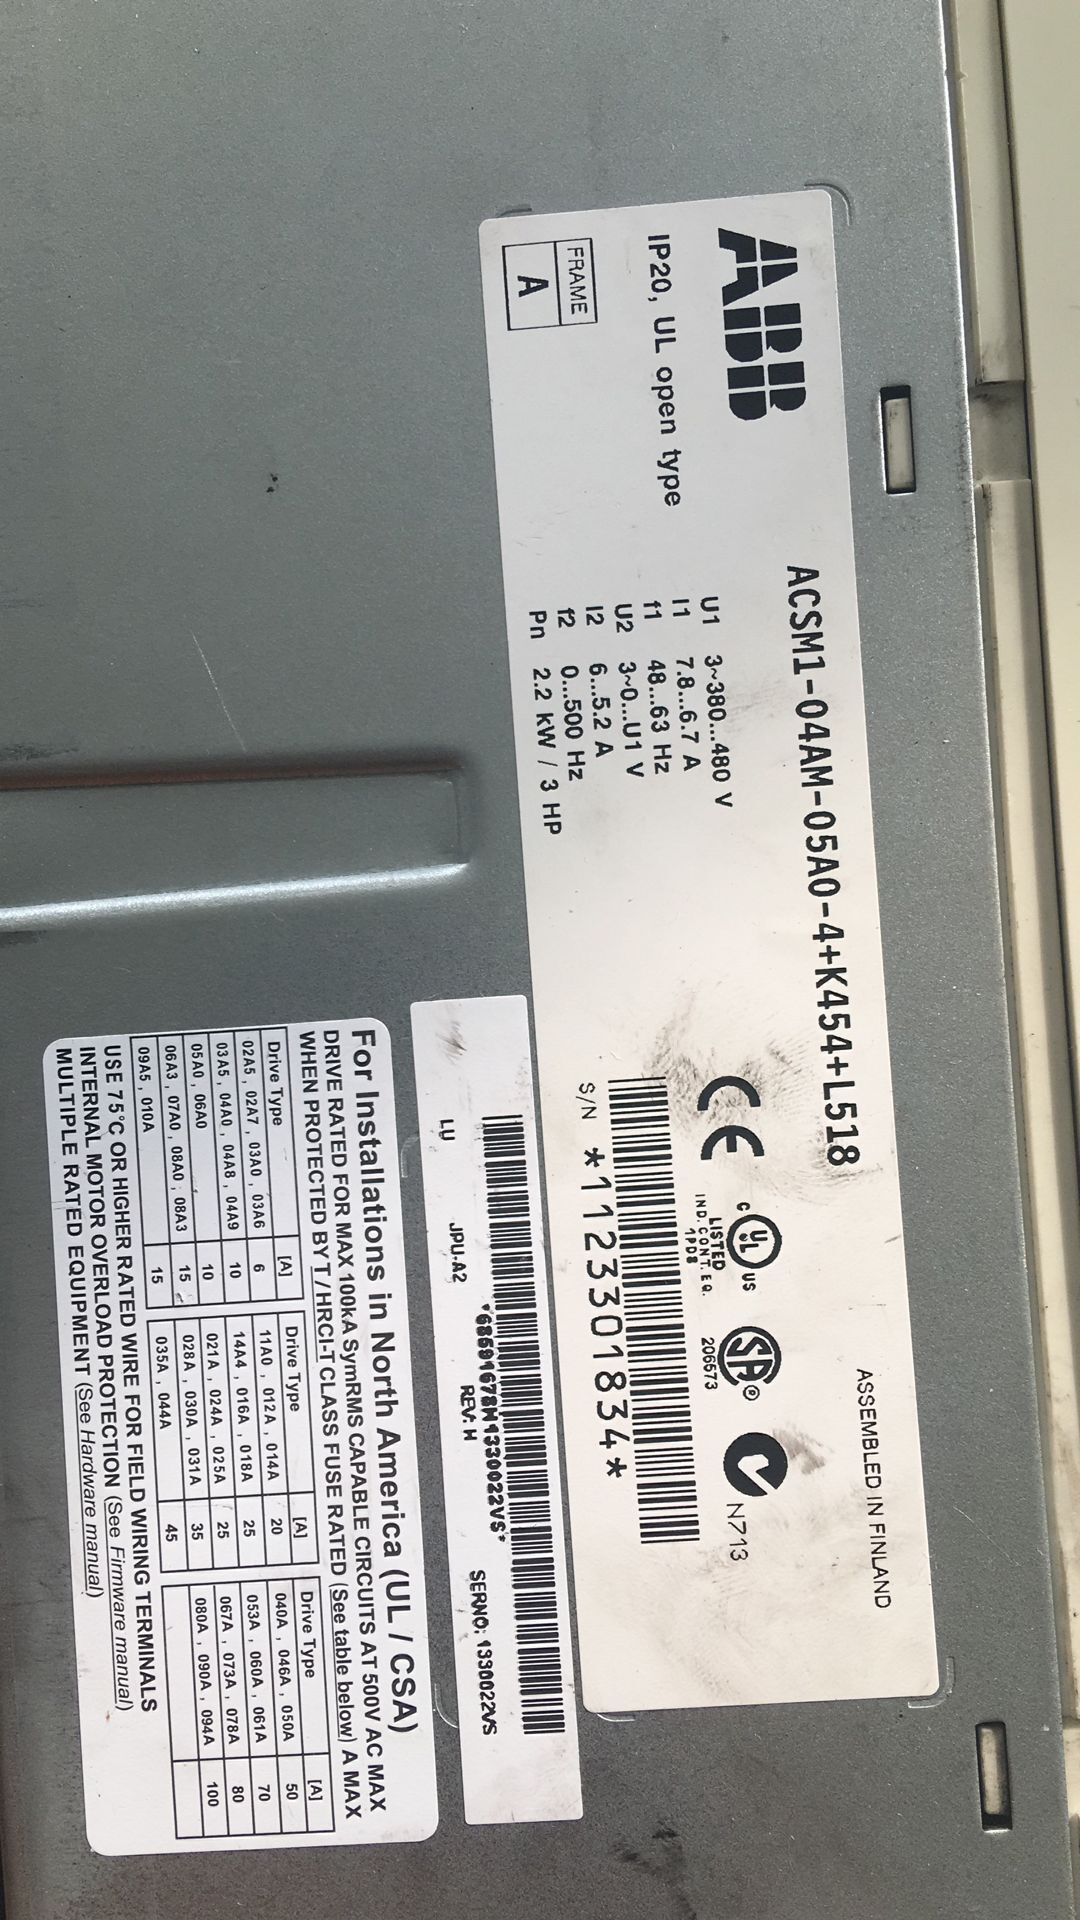 ABB
ACSM1-04AM-05A0-4+K454+L518
ASSEMBLED IN FINLAND
IP20, UL open type
FRAME
A
U1 3~380...480 V
I1 7.8...6.7 A
f1 48...63 Hz
U2 3~0...U1 V
I2 6...5.2 A
f2 0...500 Hz
Pn 2.2 kW / 3 HP
CE
C UL US
LISTED
IND. CONT. EQ.
1PD8
SA ®
206573
N713
S/N *1123301834*
*68691678H1330022VS*
LU JPU-A2 REV: H SERNO: 1330022VS
For Installations in North America (UL / CSA)
DRIVE RATED FOR MAX 100kA SymRMS CAPABLE CIRCUITS AT 500V AC MAX
WHEN PROTECTED BY T / HRCI-T CLASS FUSE RATED (See table below) A MAX
Drive Type [A] Drive Type [A] Drive Type [A]
02A5 , 02A7 , 03A0 , 03A6 6 11A0 , 012A , 014A 20 040A , 046A , 050A 50
03A5 , 04A0 , 04A8 , 04A9 10 14A4 , 016A , 018A 25 053A , 060A , 061A 70
05A0 , 06A0 10 021A , 024A , 025A 25 067A , 073A , 078A 80
06A3 , 07A0 , 08A0 , 08A3 15 028A , 030A , 031A 35 080A , 090A , 094A 100
09A5 , 010A 15 035A , 044A 45
USE 75°C OR HIGHER RATED WIRE FOR FIELD WIRING TERMINALS
INTERNAL MOTOR OVERLOAD PROTECTION (See Firmware manual)
MULTIPLE RATED EQUIPMENT (See Hardware manual)